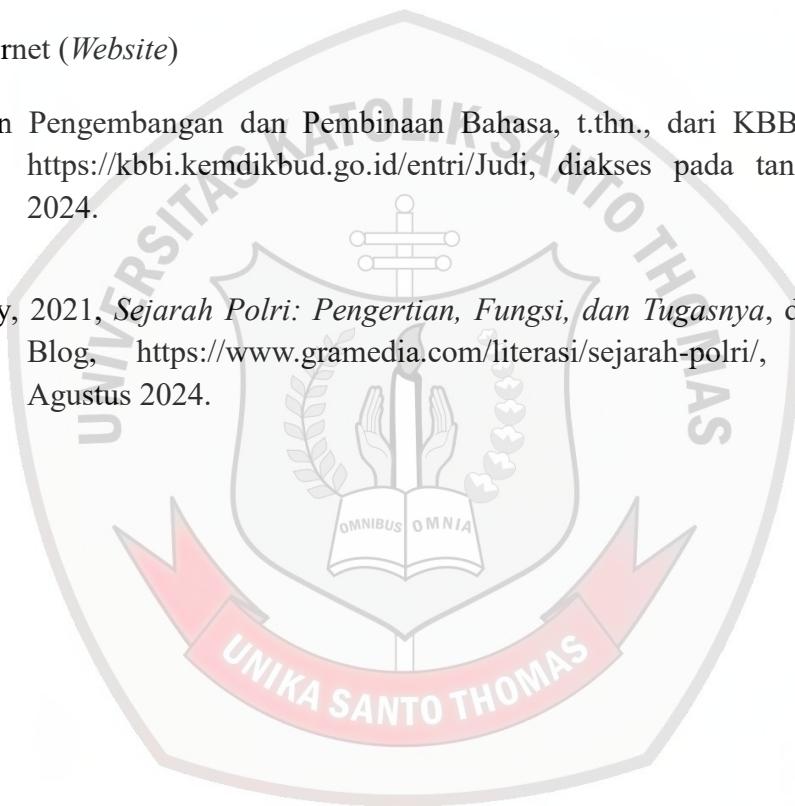 rnet (Website)
n Pengembangan dan Pembinaan Bahasa, t.thn., dari KBB
https://kbbi.kemdikbud.go.id/entri/Judi, diakses pada tan
2024.
y, 2021, Sejarah Polri: Pengertian, Fungsi, dan Tugasnya, d
Blog, https://www.gramedia.com/literasi/sejarah-polri/,
Agustus 2024.
UNIVERSITAS KATOLIK SANTO THOMAS
OMNIBUS OMNIA
UNIKA SANTO THOMAS